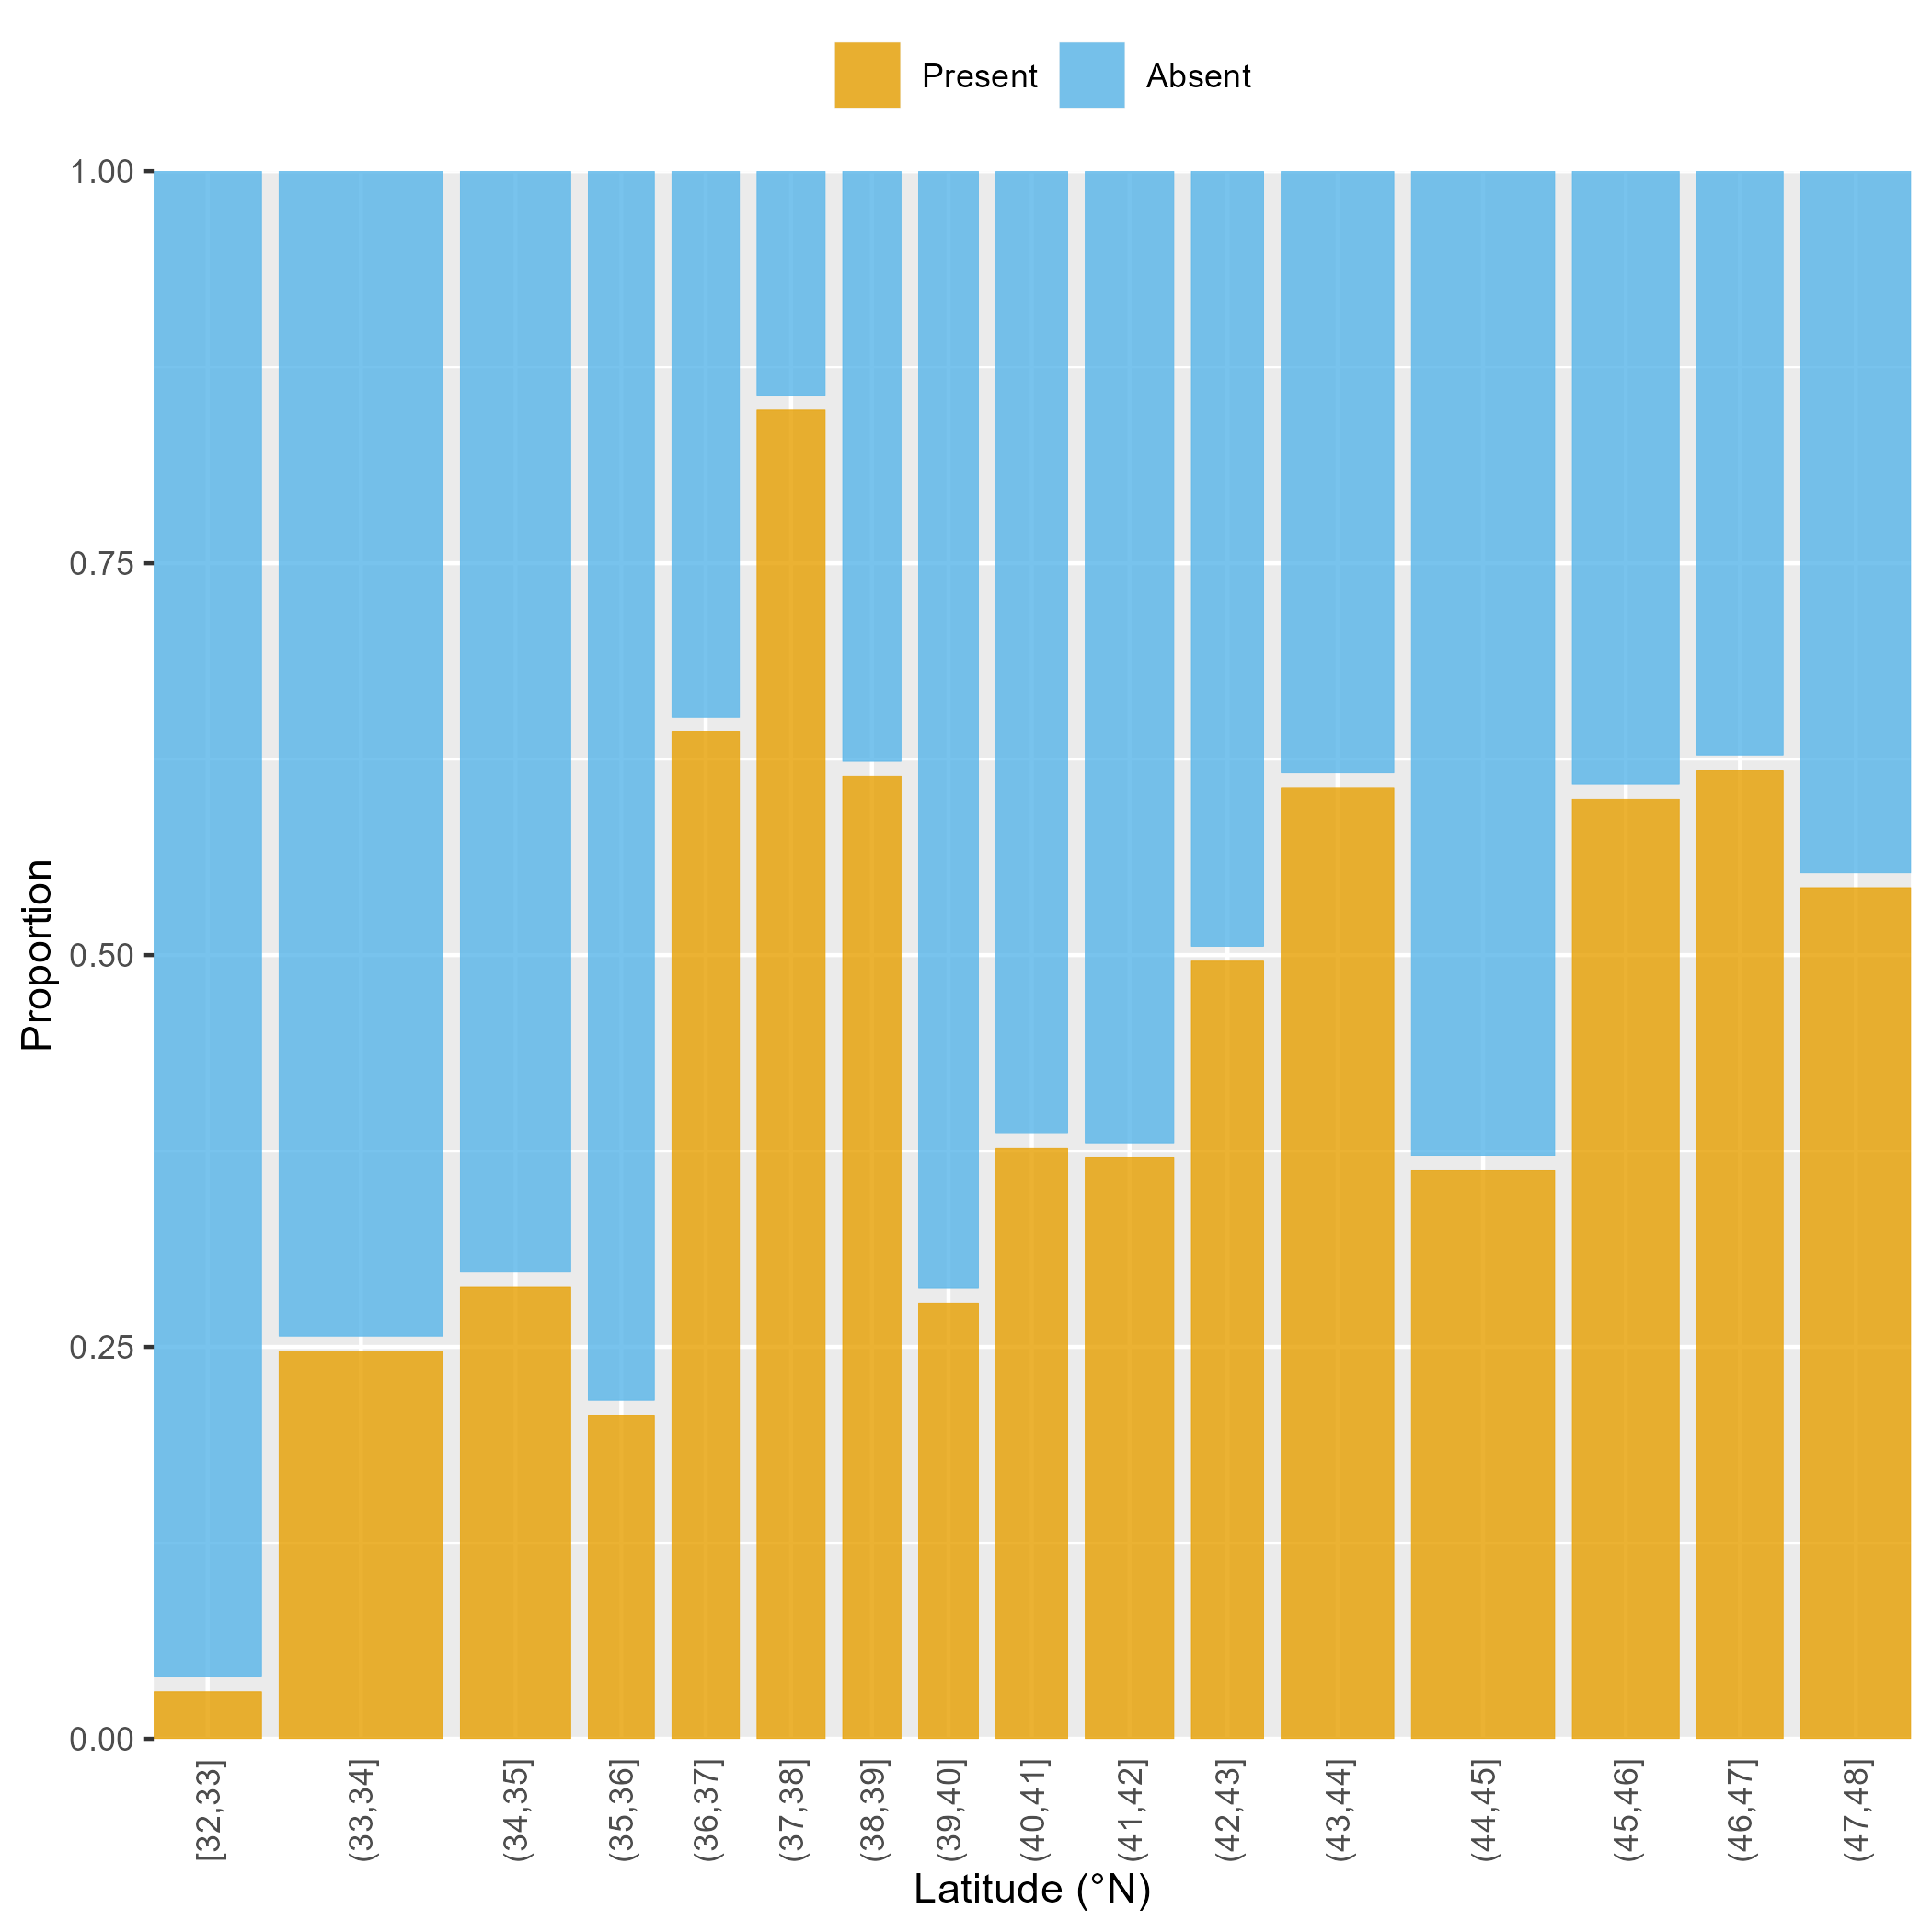 Present Absent
1.00
0.75
0.50
0.25
0.00
Proportion
[32,33] (33,34] (34,35] (35,36] (36,37] (37,38] (38,39] (39,40] (40,41] (41,42] (42,43] (43,44] (44,45] (45,46] (46,47] (47,48]
Latitude (°N)